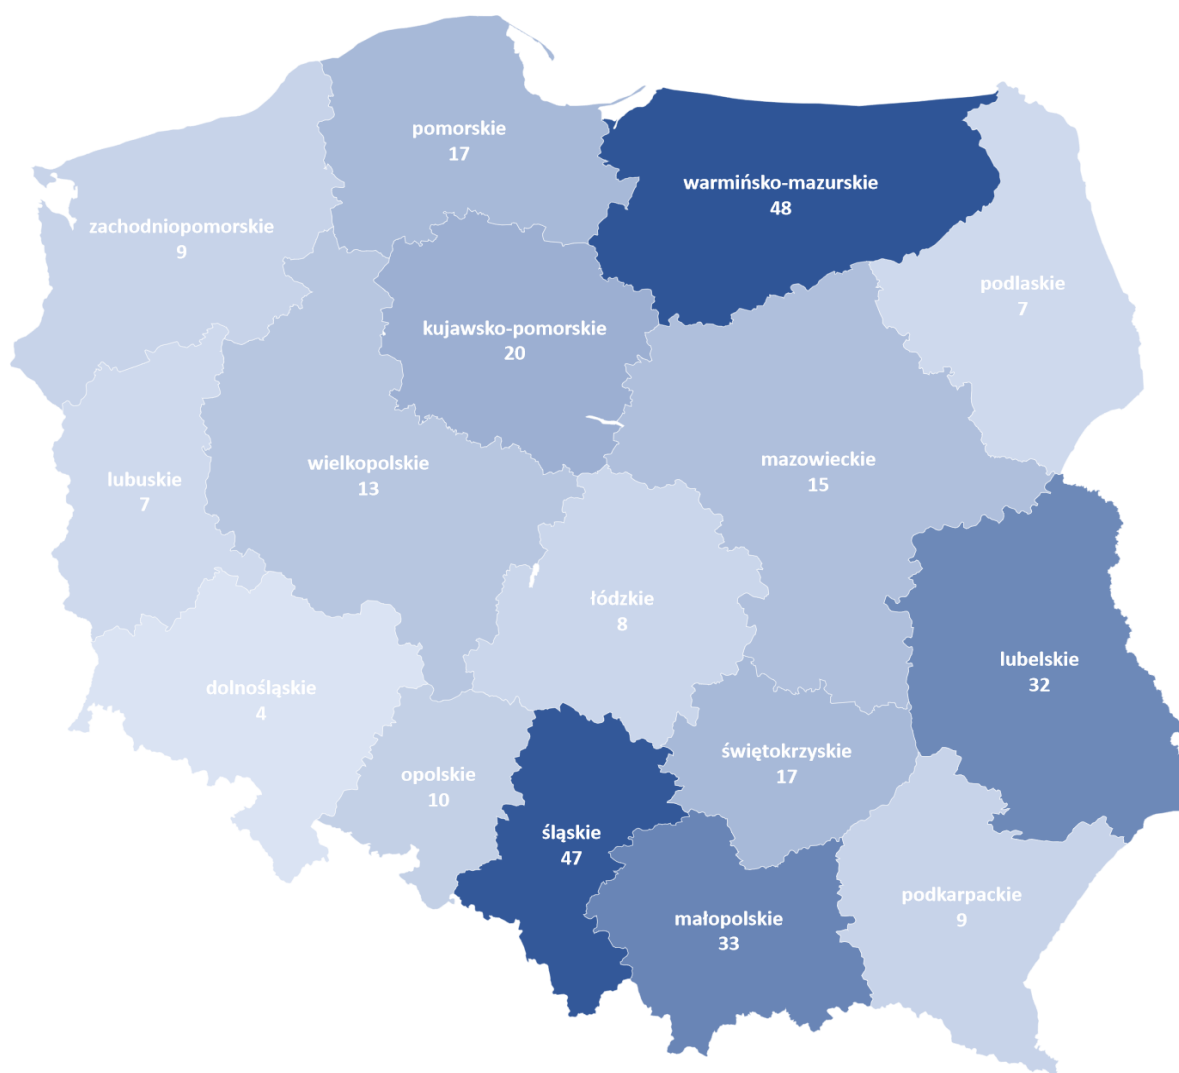 pomorskie
17
warmińsko-mazurskie
48
zachodniopomorskie
9
podlaskie
7
kujawsko-pomorskie
20
wielkopolskie
13
mazowieckie
15
lubuskie
7
łódzkie
8
lubelskie
32
dolnośląskie
4
świętokrzyskie
17
opolskie
10
śląskie
47
podkarpackie
9
małopolskie
33